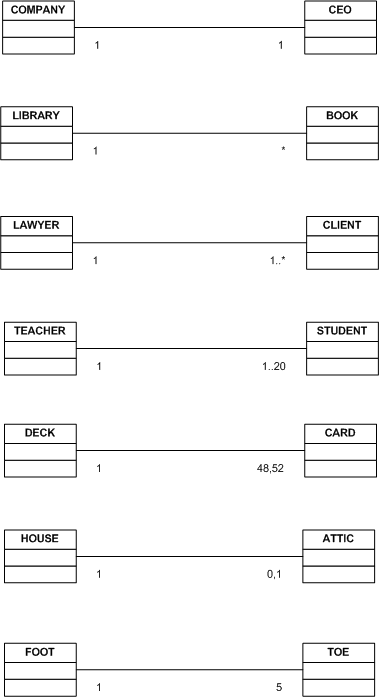 COMPANY CEO
1 1
LIBRARY BOOK
1 *
LAWYER CLIENT
1 1..*
TEACHER STUDENT
1 1..20
DECK CARD
1 48,52
HOUSE ATTIC
1 0,1
FOOT TOE
1 5